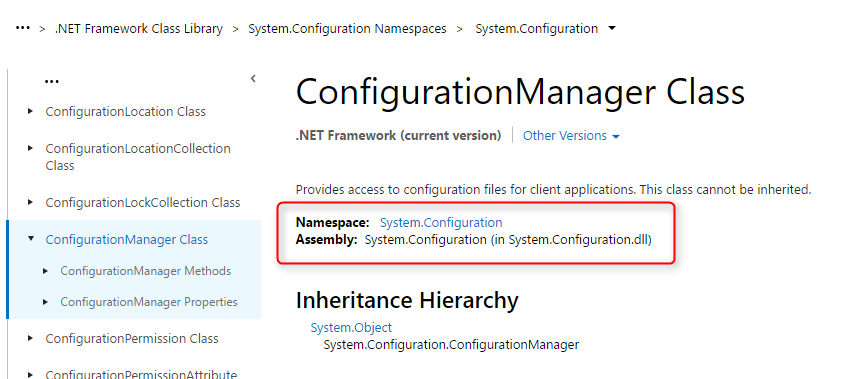 ••• > .NET Framework Class Library > System.Configuration Namespaces > System.Configuration
•••
ConfigurationLocation Class
ConfigurationLocationCollection
Class
ConfigurationLockCollection Class
ConfigurationManager Class
ConfigurationManager Methods
ConfigurationManager Properties
ConfigurationPermission Class
ConfigurationPermissionAttribute
ConfigurationManager Class
.NET Framework (current version) Other Versions
Provides access to configuration files for client applications. This class cannot be inherited.
Namespace: System.Configuration
Assembly: System.Configuration (in System.Configuration.dll)
Inheritance Hierarchy
System.Object
System.Configuration.ConfigurationManager